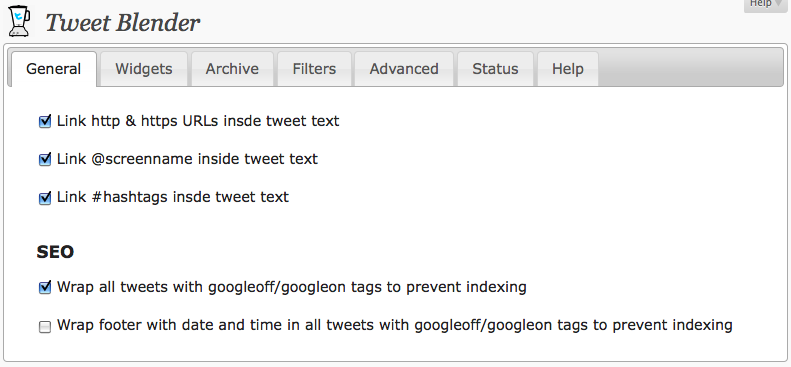 Help
Tweet Blender
General Widgets Archive Filters Advanced Status Help
Link http & https URLs insde tweet text
Link @screenname inside tweet text
Link #hashtags insde tweet text
SEO
Wrap all tweets with googleoff/googleon tags to prevent indexing
Wrap footer with date and time in all tweets with googleoff/googleon tags to prevent indexing